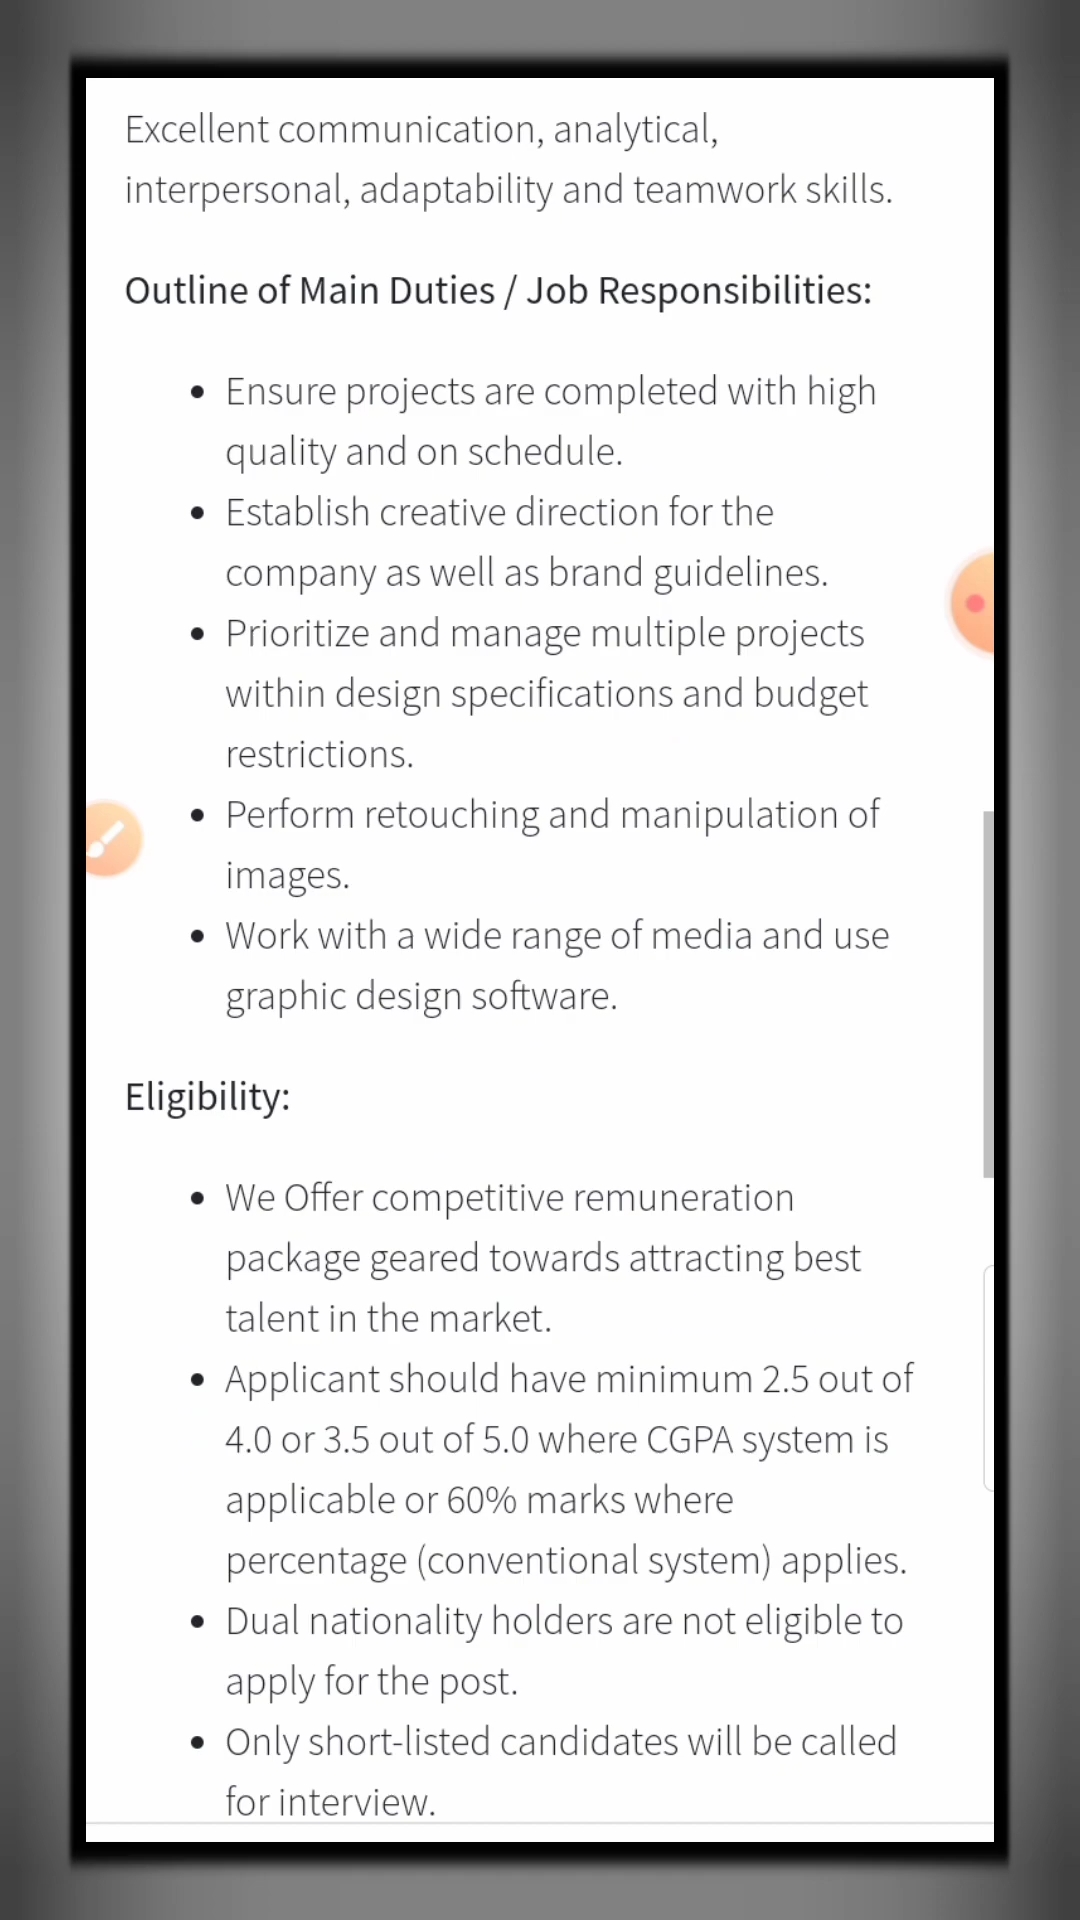 Excellent communication, analytical,
interpersonal, adaptability and teamwork skills.
Outline of Main Duties / Job Responsibilities:
• Ensure projects are completed with high
quality and on schedule.
• Establish creative direction for the
company as well as brand guidelines.
• Prioritize and manage multiple projects
within design specifications and budget
restrictions.
• Perform retouching and manipulation of
images.
• Work with a wide range of media and use
graphic design software.
Eligibility:
• We Offer competitive remuneration
package geared towards attracting best
talent in the market.
• Applicant should have minimum 2.5 out of
4.0 or 3.5 out of 5.0 where CGPA system is
applicable or 60% marks where
percentage (conventional system) applies.
• Dual nationality holders are not eligible to
apply for the post.
• Only short-listed candidates will be called
for interview.